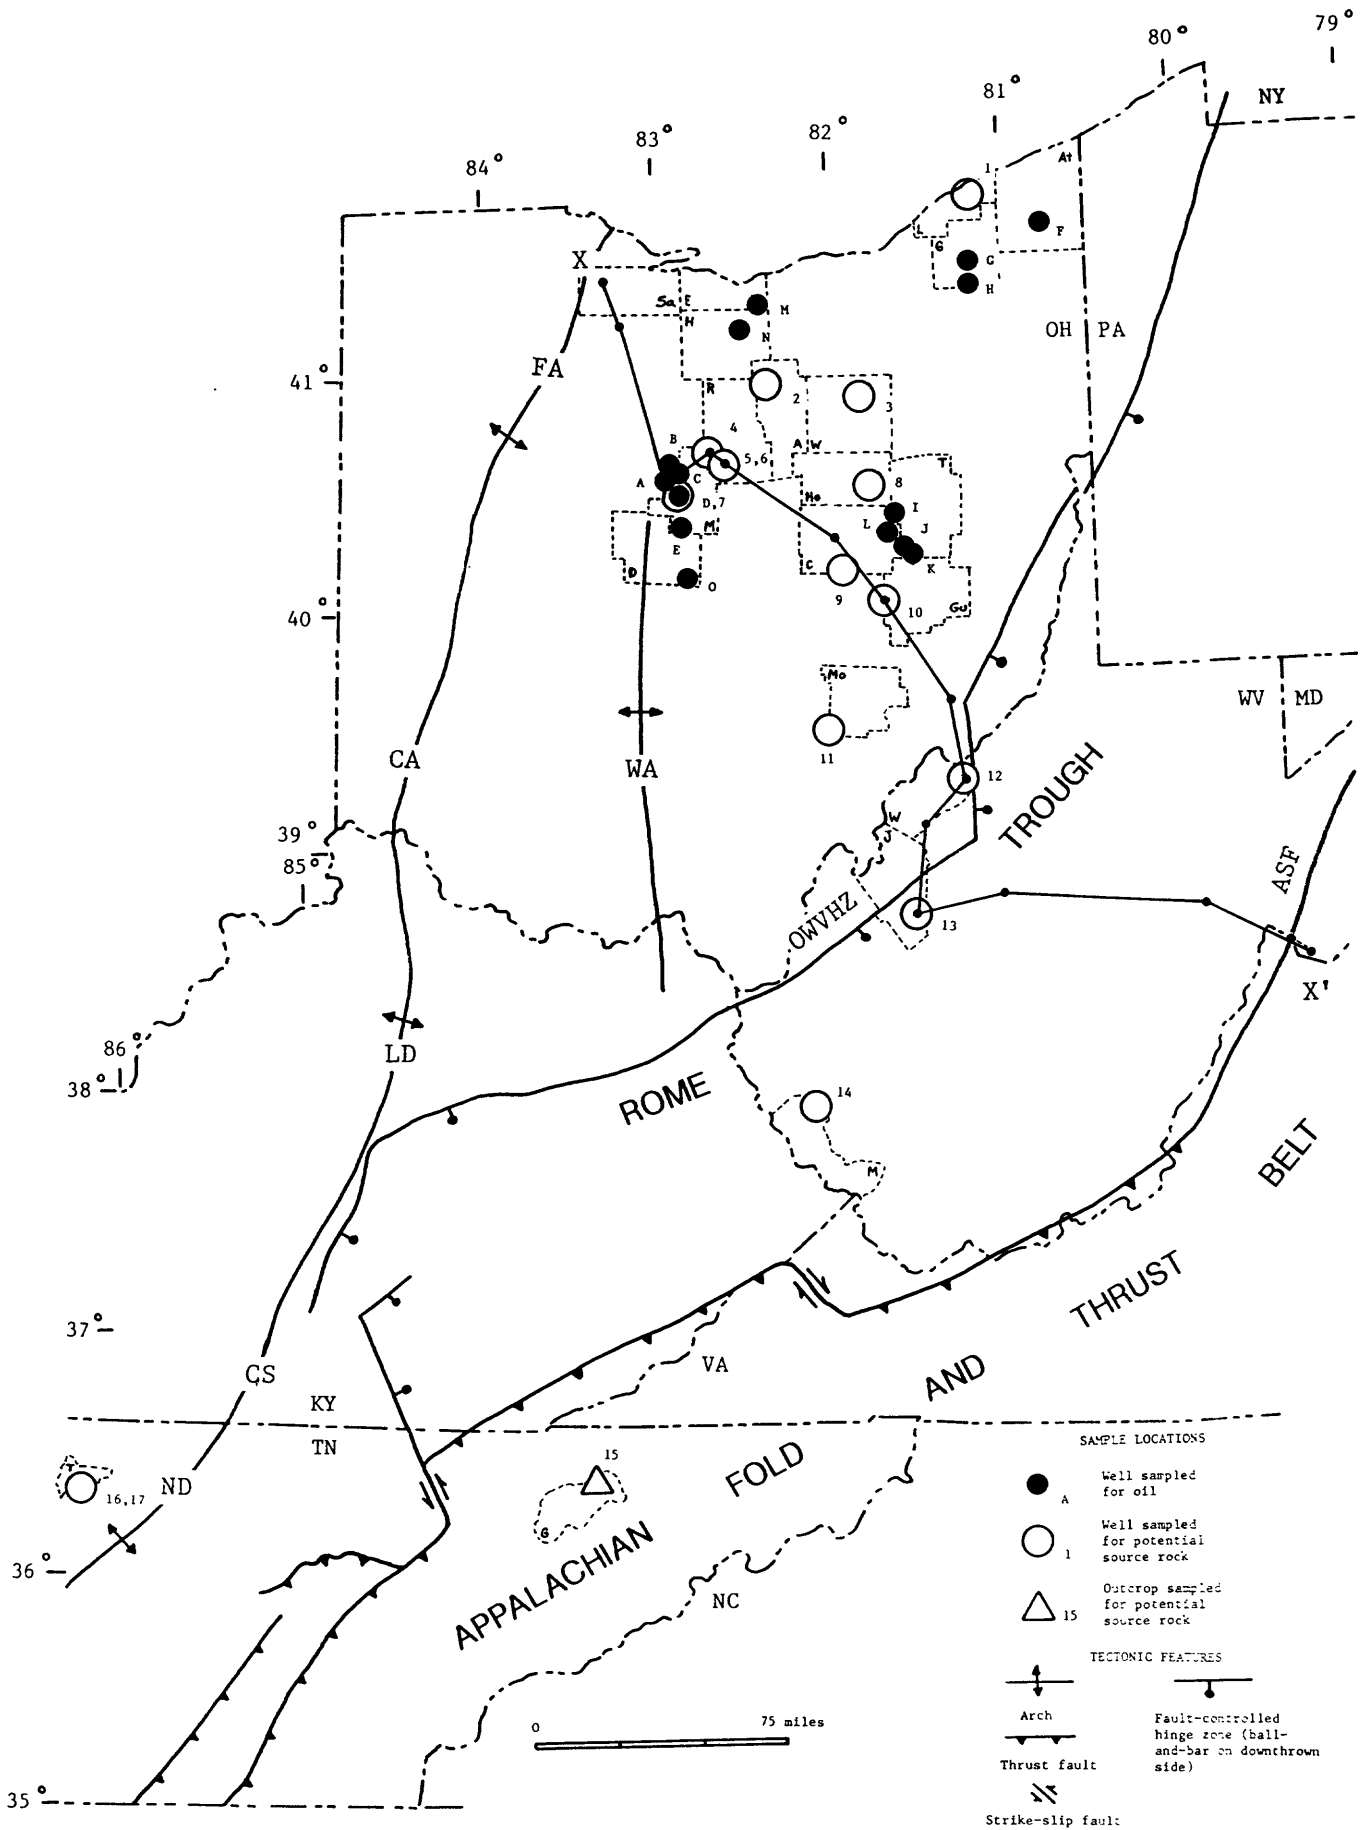 79°
80°
81°
NY
82°
83°
84°
At
1
L
F
G
G
H
X
Sa
E
M
H
N
OH PA
FA
41°
R
2
3
4
B
A W
5,6
T
A
C
8
D,7
Ho
I
M
L
J
E
K
D
O
C
9
10
Gu
40°
Mo
WV MD
11
CA
WA
12
TROUGH
39°
W
J
85°
ASF
OWVHZ
13
X'
86°
LD
38°
ROME
14
M
BELT
THRUST
37°
VA
AND
CS
KY
TN
FOLD
15
T
16,17
ND
G
APPALACHIAN
36°
NC
35°
0 75 miles
SAMPLE LOCATIONS
A
Well sampled
for oil
1
Well sampled
for potential
source rock
15
Outcrop sampled
for potential
source rock
TECTONIC FEATURES
Arch
Thrust fault
Strike-slip fault
Fault-controlled
hinge zone (ball-
and-bar on downthrown
side)